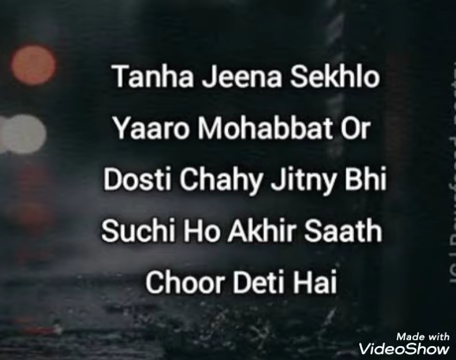 Tanha Jeena Sekhlo
Yaaro Mohabbat Or
Dosti Chahy Jitny Bhi
Suchi Ho Akhir Saath
Choor Deti Hai
Made with
VideoShow